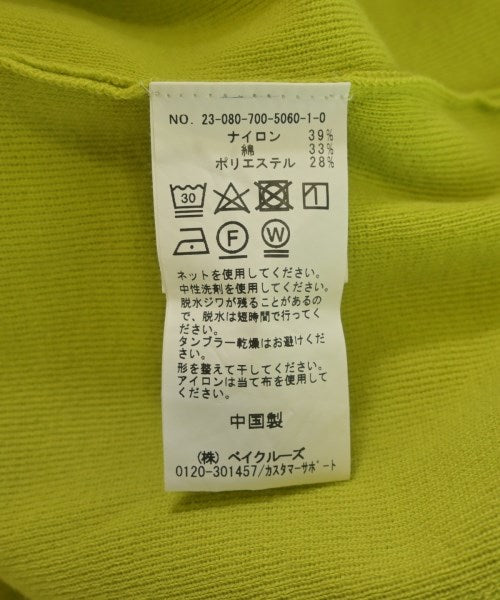 NO. 23-080-700-5060-1-0
ナイロン 39%
綿 33%
ポリエステル 28%
30
F W
ネットを使用してください。
中性洗剤を使用してください。
脱水ジワが残ることがあるの
で、脱水は短時間で行ってく
ださい。
タンブラー乾燥はお避けくだ
さい。
形を整えて干してください。
アイロンは当て布を使用して
ください。
中国製
(株) ベイクルーズ
0120-301457/カスタマーサポート